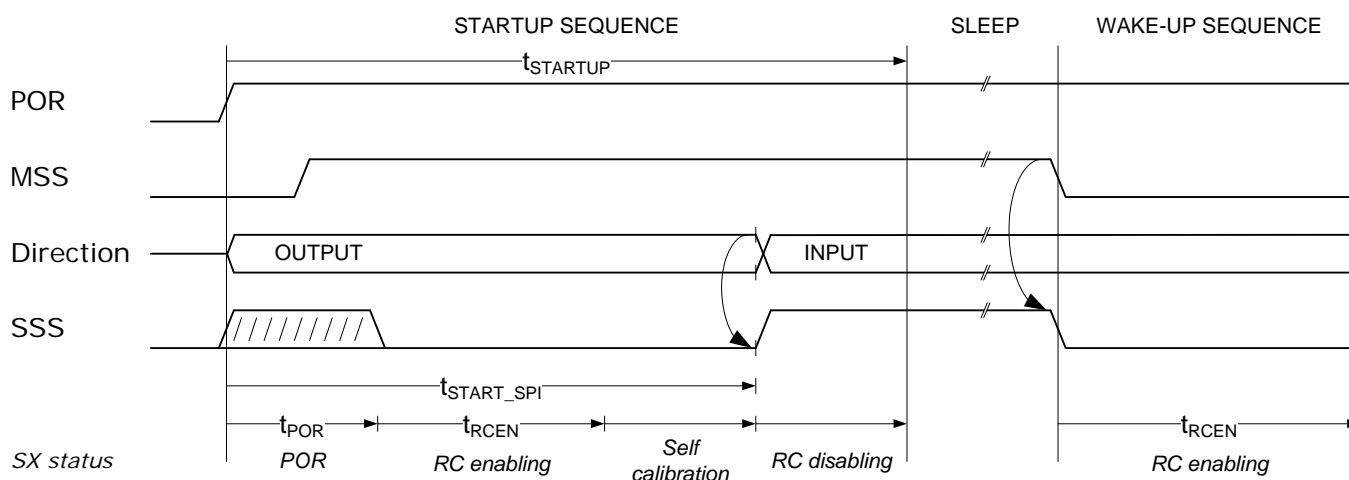 STARTUP SEQUENCE SLEEP WAKE-UP SEQUENCE
tSTARTUP
POR
MSS
Direction OUTPUT INPUT
SSS
tSTART_SPI
tPOR tRCEN tRCEN
SX status POR RC enabling Self calibration RC disabling RC enabling